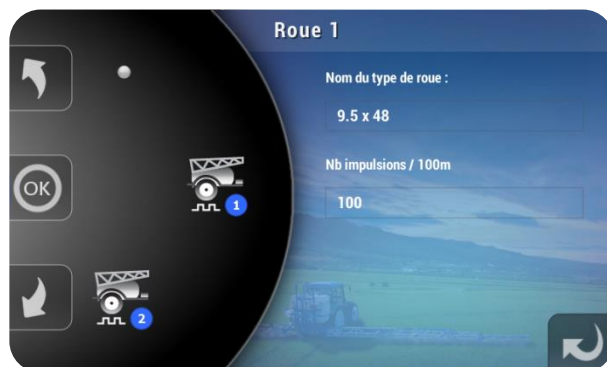 Roue 1
Nom du type de roue :
9.5 x 48
Nb impulsions / 100m
100
OK
1
2